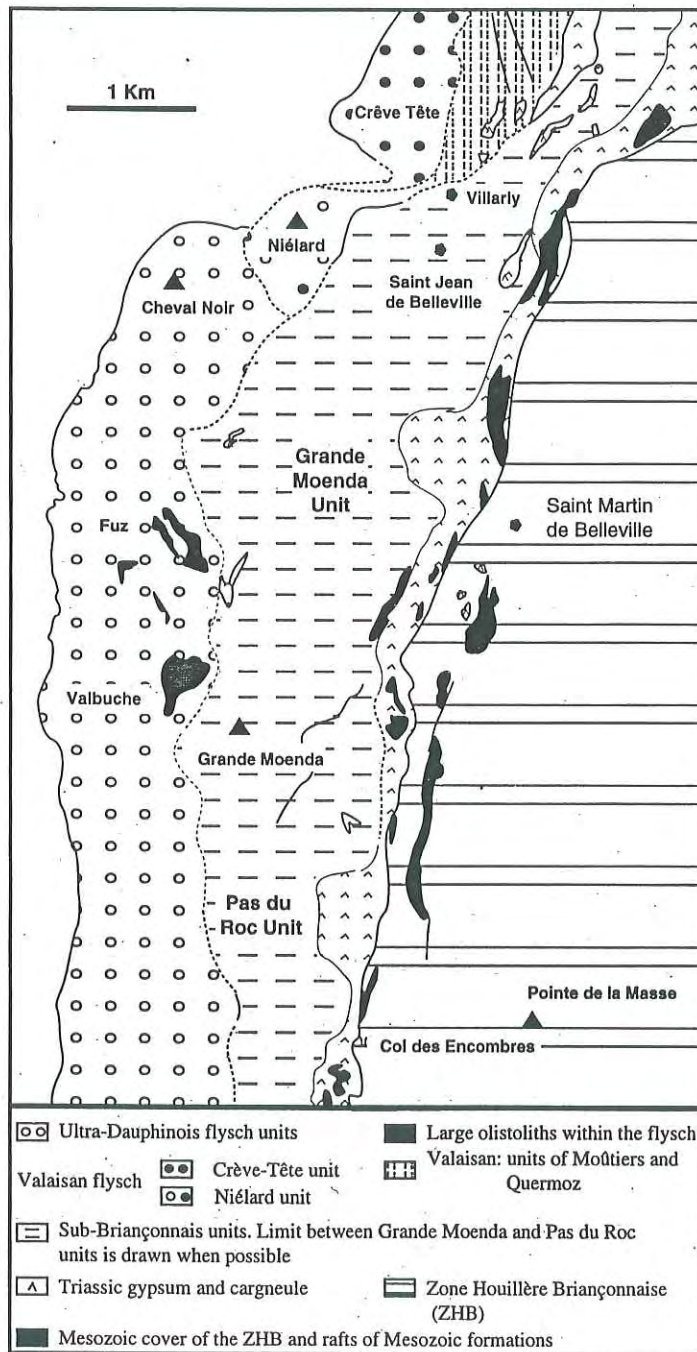 1 Km
Crêve Tête
Villarly
Niélard
Saint Jean
de Belleville
Cheval Noir
Grande
Moenda
Unit
Fuz
Saint Martin
de Belleville
Valbuche
Grande Moenda
Pas du
Roc Unit
Pointe de la Masse
Col des Encombres
Ultra-Dauphinois flysch units
Large olistoliths within the flysch
Valaisan flysch
Crève-Tête unit
Niélard unit
Valaisan: units of Moûtiers and
Quermoz
Sub-Briançonnais units. Limit between Grande Moenda and Pas du Roc
units is drawn when possible
Triassic gypsum and cargneule
Zone Houillère Briançonnaise
(ZHB)
Mesozoic cover of the ZHB and rafts of Mesozoic formations